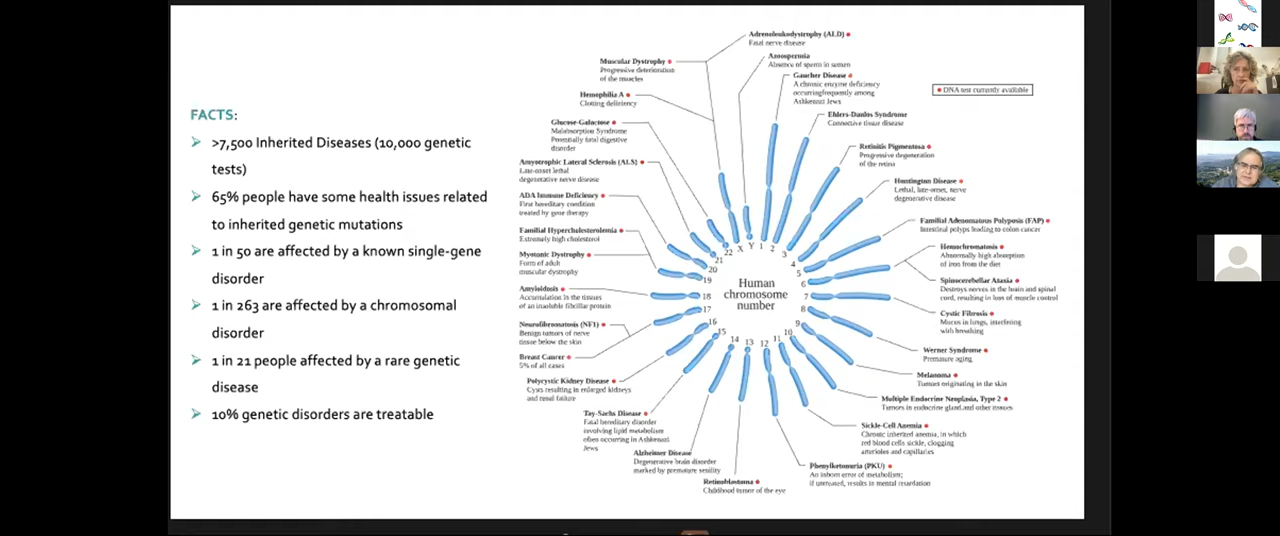 FACTS:
>7,500 Inherited Diseases (10,000 genetic
tests)
65% people have some health issues related
to inherited genetic mutations
1 in 50 are affected by a known single-gene
disorder
1 in 263 are affected by a chromosomal
disorder
1 in 21 people affected by a rare genetic
disease
10% genetic disorders are treatable
Adrenoleukodystrophy (ALD)
Fatal nerve disease
Azoospermia
Absence of sperm in semen
Gaucher Disease
A chronic enzyme deficiency
occurring frequently among
Ashkenazi Jews
DNA test currently available
Ehlers-Danlos Syndrome
Connective tissue disease
Retinitis Pigmentosa
Progressive degeneration
of the retina
Huntington Disease
Lethal, late-onset, nerve
degenerative disease
Familial Adenomatous Polyposis (FAP)
Intestinal polyps leading to colon cancer
Hemochromatosis
Abnormally high absorption
of iron from the diet
Spinocerebellar Ataxia
Destroys nerves in the brain and spinal
cord, resulting in loss of muscle control
Cystic Fibrosis
Mucus in lungs, interfering
with breathing
Werner Syndrome
Premature aging
Melanoma
Tumors originating in the skin
Multiple Endocrine Neoplasia, Type 2
Tumors in endocrine gland and other tissues
Sickle-Cell Anemia
Chronic inherited anemia, in which
red blood cells sickle, clogging
arterioles and capillaries
Phenylketonuria (PKU)
An inborn error of metabolism;
if untreated, results in mental retardation
Retinoblastoma
Childhood tumor of the eye
Alzheimer Disease
Degenerative brain disorder
marked by premature senility
Tay-Sachs Disease
Fatal hereditary disorder
involving lipid metabolism
often occurring in Ashkenazi
Jews
Polycystic Kidney Disease
Cysts resulting in enlarged kidneys
and renal failure
Breast Cancer
5% of all cases
Neurofibromatosis (NF1)
Benign tumors of nerve
tissue below the skin
Amyloidosis
Accumulation in the tissues
of an insoluble fibrillar protein
Myotonic Dystrophy
Form of adult
muscular dystrophy
Familial Hypercholesterolemia
Extremely high cholesterol
ADA Immune Deficiency
First hereditary condition
treated by gene therapy
Amyotrophic Lateral Sclerosis (ALS)
Late-onset lethal
degenerative nerve disease
Glucose-Galactose
Malabsorption Syndrome
Potentially fatal digestive
disorder
Hemophilia A
Clotting deficiency
Muscular Dystrophy
Progressive deterioration
of the muscles
Human
chromosome
number
X Y 1 2 3 4 5 6 7 8 9 10 11 12 13 14 15 16 17 18 19 20 21 22